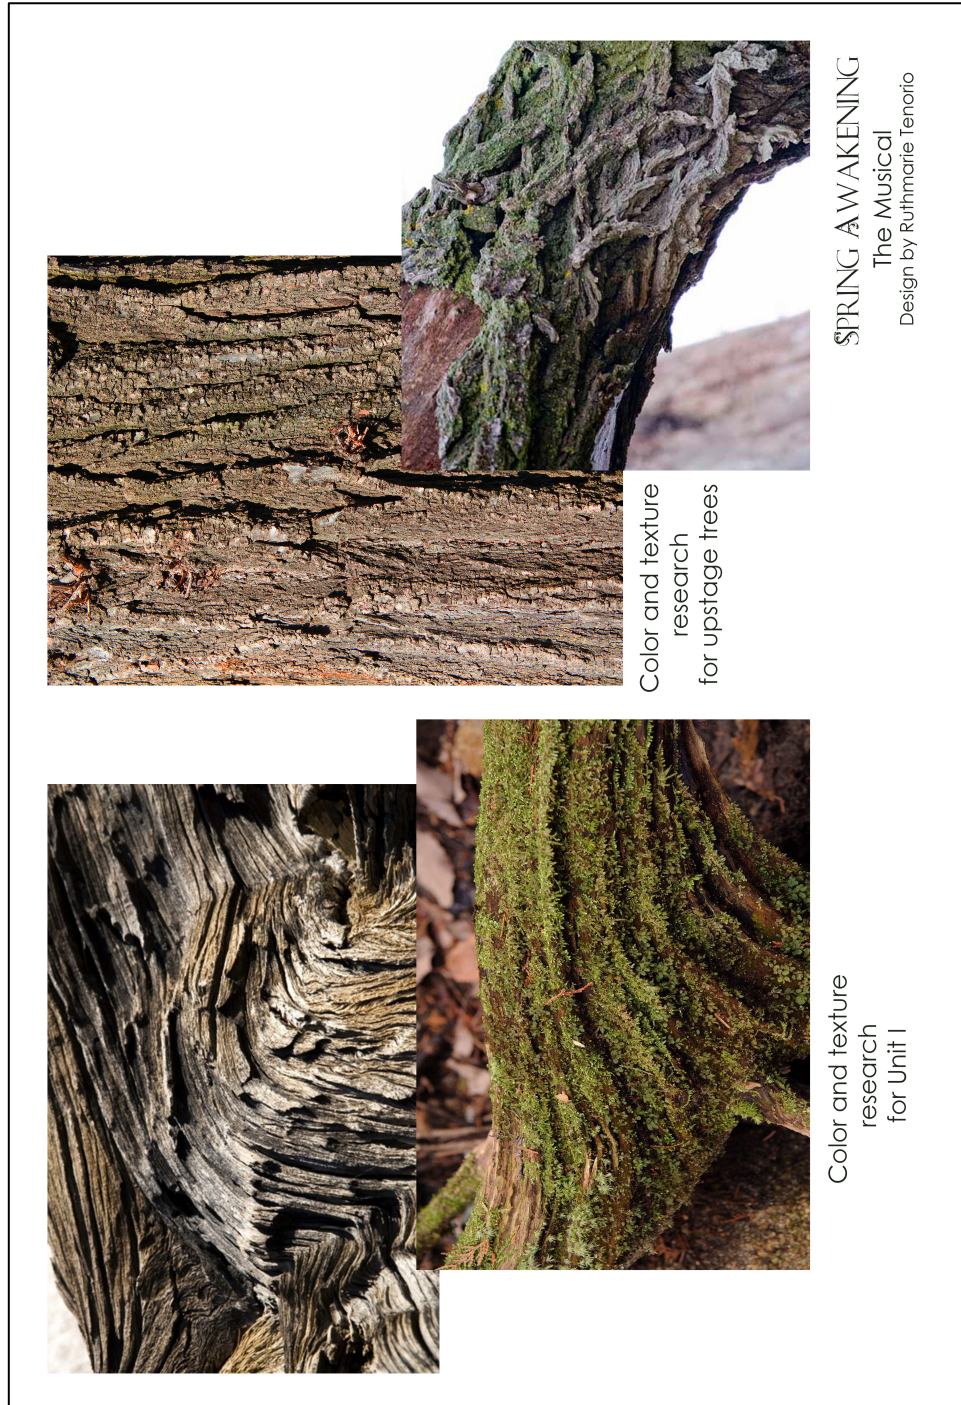 SPRING AWAKENING
The Musical
Design by Ruthmarie Tenorio
Color and texture
research
for upstage trees
Color and texture
research
for Unit I